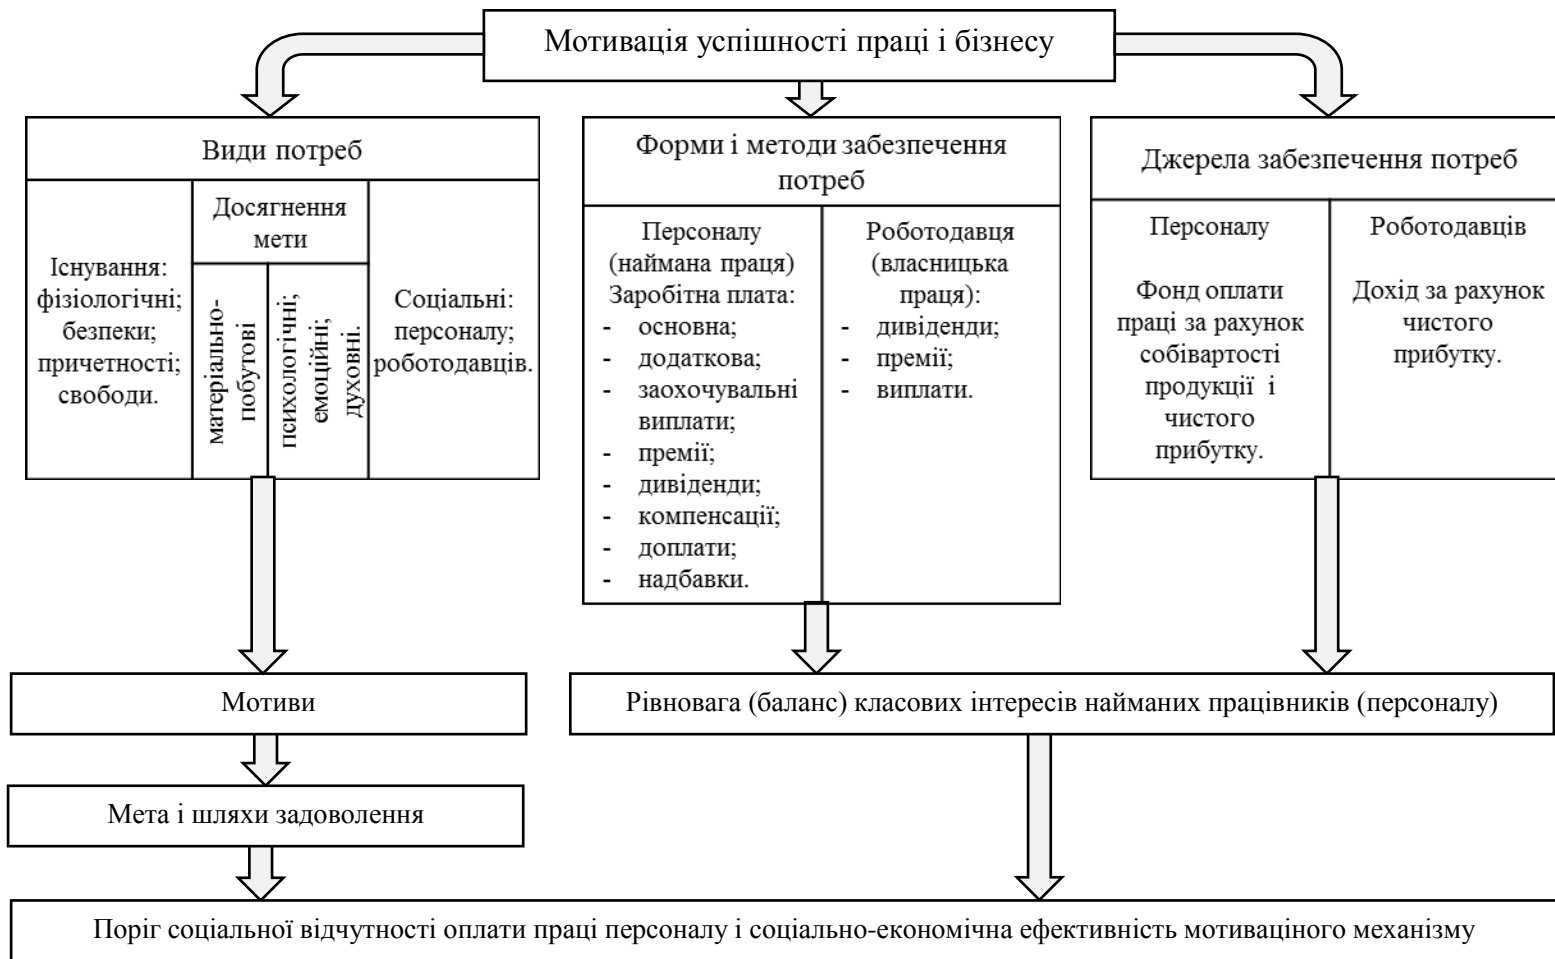 Мотивація успішності праці і бізнесу
Види потреб
Існування:
фізіологічні;
безпеки;
причетності;
свободи.
Досягнення
мети
матеріально-
побутові
психологічні;
емоційні;
духовні.
Соціальні:
персоналу;
роботодавців.
Форми і методи забезпечення
потреб
Персоналу
(наймана праця)
Заробітна плата:
- основна;
- додаткова;
- заохочувальні
виплати;
- премії;
- дивіденди;
- компенсації;
- доплати;
- надбавки.
Роботодавця
(власницька
праця):
- дивіденди;
- премії;
- виплати.
Джерела забезпечення потреб
Персоналу
Фонд оплати
праці за рахунок
собівартості
продукції і
чистого
прибутку.
Роботодавців
Дохід за рахунок
чистого
прибутку.
Мотиви
Рівновага (баланс) класових інтересів найманих працівників (персоналу)
Мета і шляхи задоволення
Поріг соціальної відчутності оплати праці персоналу і соціально-економічна ефективність мотиваціного механізму